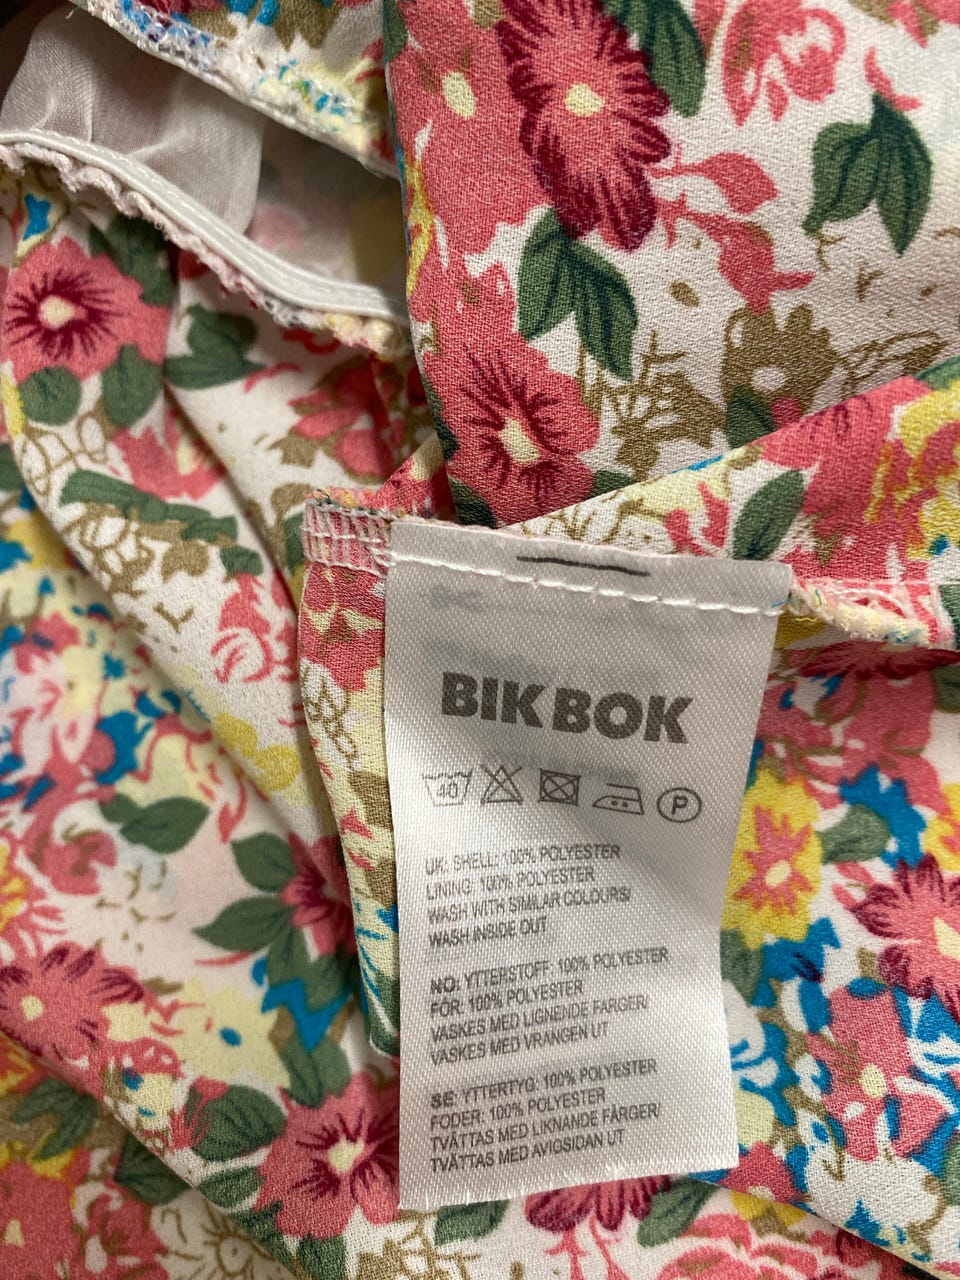 BIK BOK
40 P
UK: SHELL: 100% POLYESTER
LINING: 100% POLYESTER
WASH WITH SIMILAR COLOURS/
WASH INSIDE OUT
NO: YTTERSTOFF: 100% POLYESTER
FÔR: 100% POLYESTER
VASKES MED LIGNENDE FARGER/
VASKES MED VRANGEN UT
SE: YTTERTYG: 100% POLYESTER
FODER: 100% POLYESTER
TVÄTTAS MED LIKNANDE FÄRGER/
TVÄTTAS MED AVIGSIDAN UT